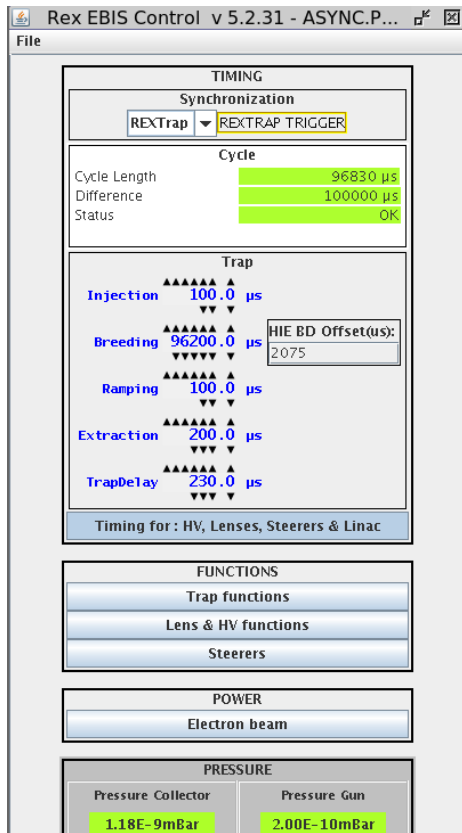 Rex EBIS Control v 5.2.31 - ASYNC.P...
File
TIMING
Synchronization
REXTrap REXTRAP TRIGGER
Cycle
Cycle Length 96830 µs
Difference 100000 µs
Status OK
Trap
Injection 100.0 µs
HIE BD Offset(us):
Breeding 96200.0 µs
2075
Ramping 100.0 µs
Extraction 200.0 µs
TrapDelay 230.0 µs
Timing for : HV, Lenses, Steerers & Linac
FUNCTIONS
Trap functions
Lens & HV functions
Steerers
POWER
Electron beam
PRESSURE
Pressure Collector Pressure Gun
1.18E-9mBar 2.00E-10mBar